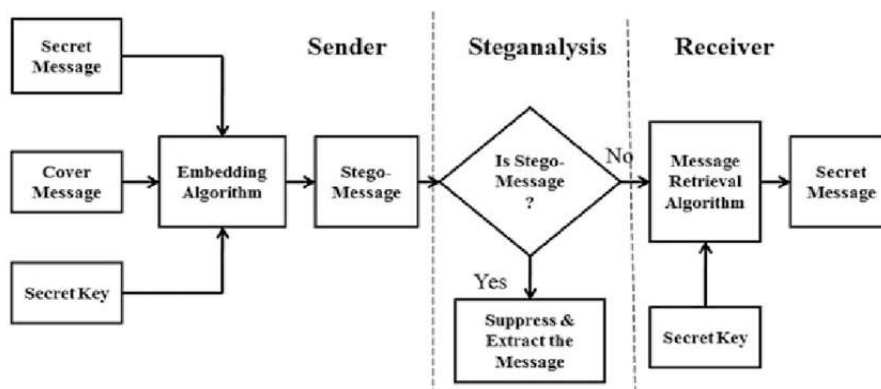 Sender
Steganalysis
Receiver
Secret
Message
Cover
Message
Secret Key
Embedding
Algorithm
Stego-
Message
Is Stego-
Message
?
No
Yes
Suppress &
Extract the
Message
Message
Retrieval
Algorithm
Secret Key
Secret
Message